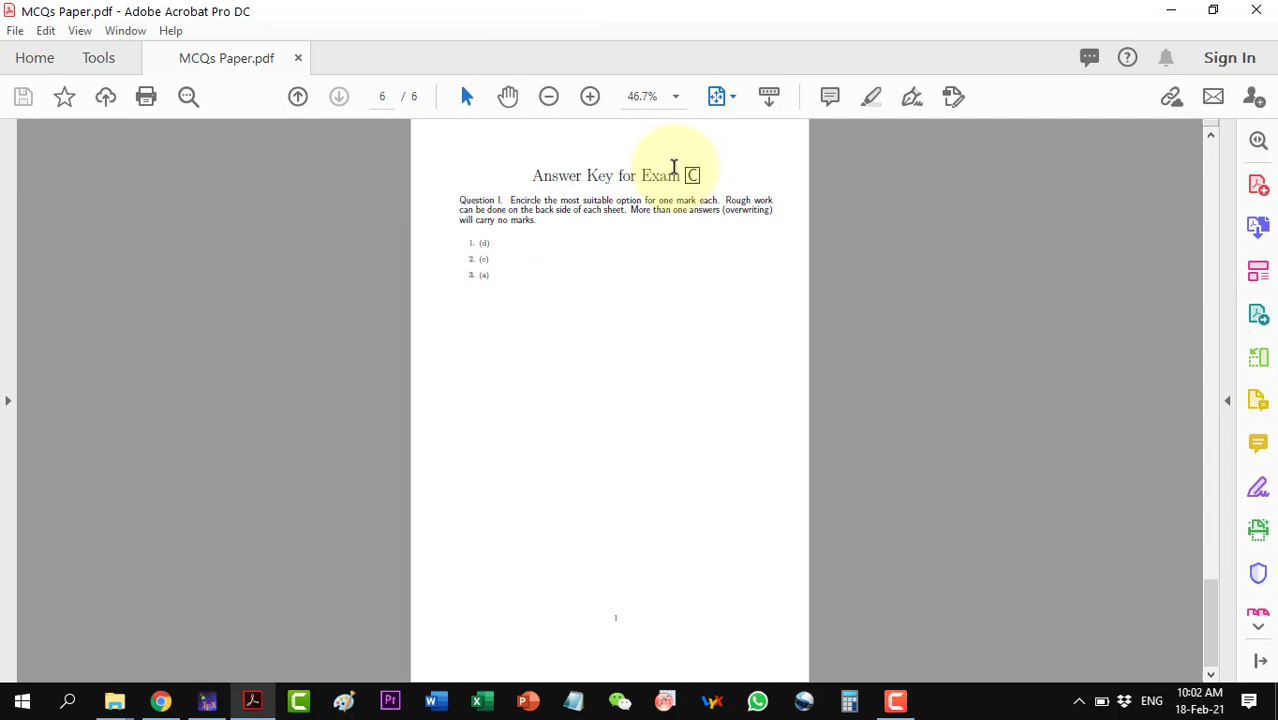 MCQs Paper.pdf - Adobe Acrobat Pro DC
File Edit View Window Help
Home Tools MCQs Paper.pdf × Sign In
6 / 6 46.7%
Answer Key for Exam C
Question I. Encircle the most suitable option for one mark each. Rough work
can be done on the back side of each sheet. More than one answers (overwriting)
will carry no marks.
1. (d)
2. (c)
3. (a)
1
10:02 AM
ENG
18-Feb-21